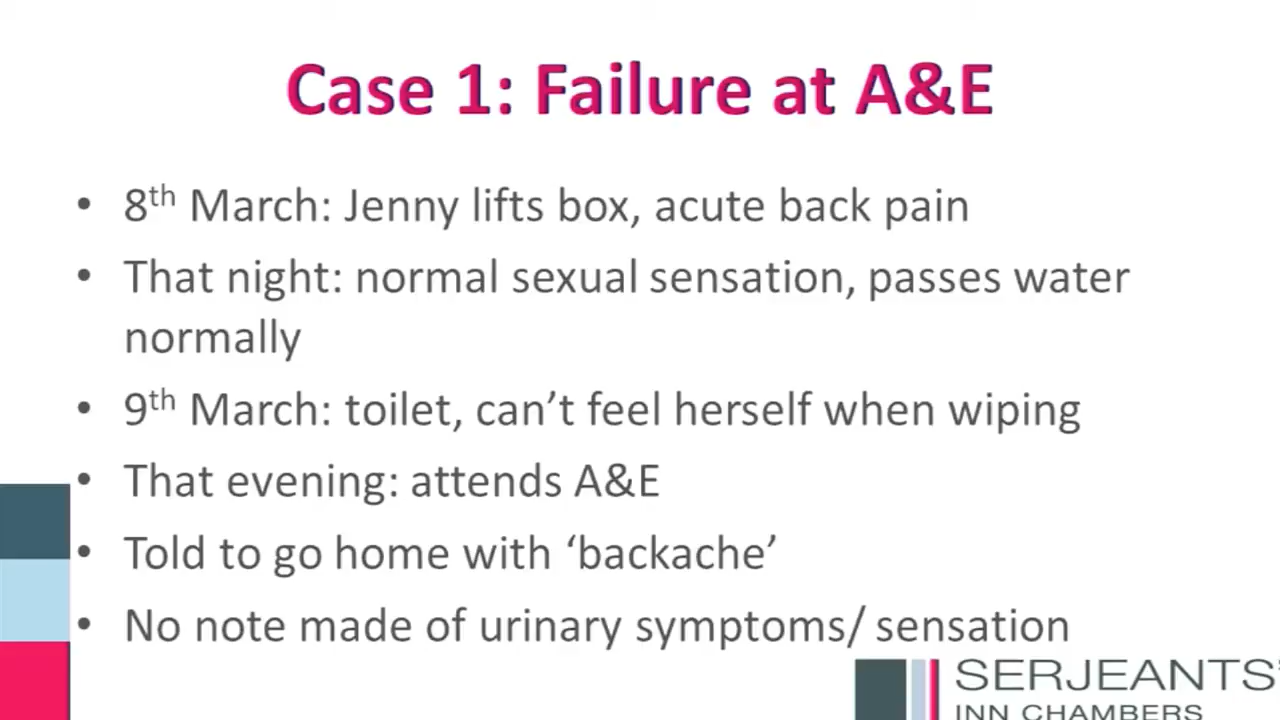 Case 1: Failure at A&E
• 8th March: Jenny lifts box, acute back pain
• That night: normal sexual sensation, passes water
normally
• 9th March: toilet, can’t feel herself when wiping
• That evening: attends A&E
• Told to go home with ‘backache’
• No note made of urinary symptoms/ sensation
SERJEANTS’
INN CHAMBERS